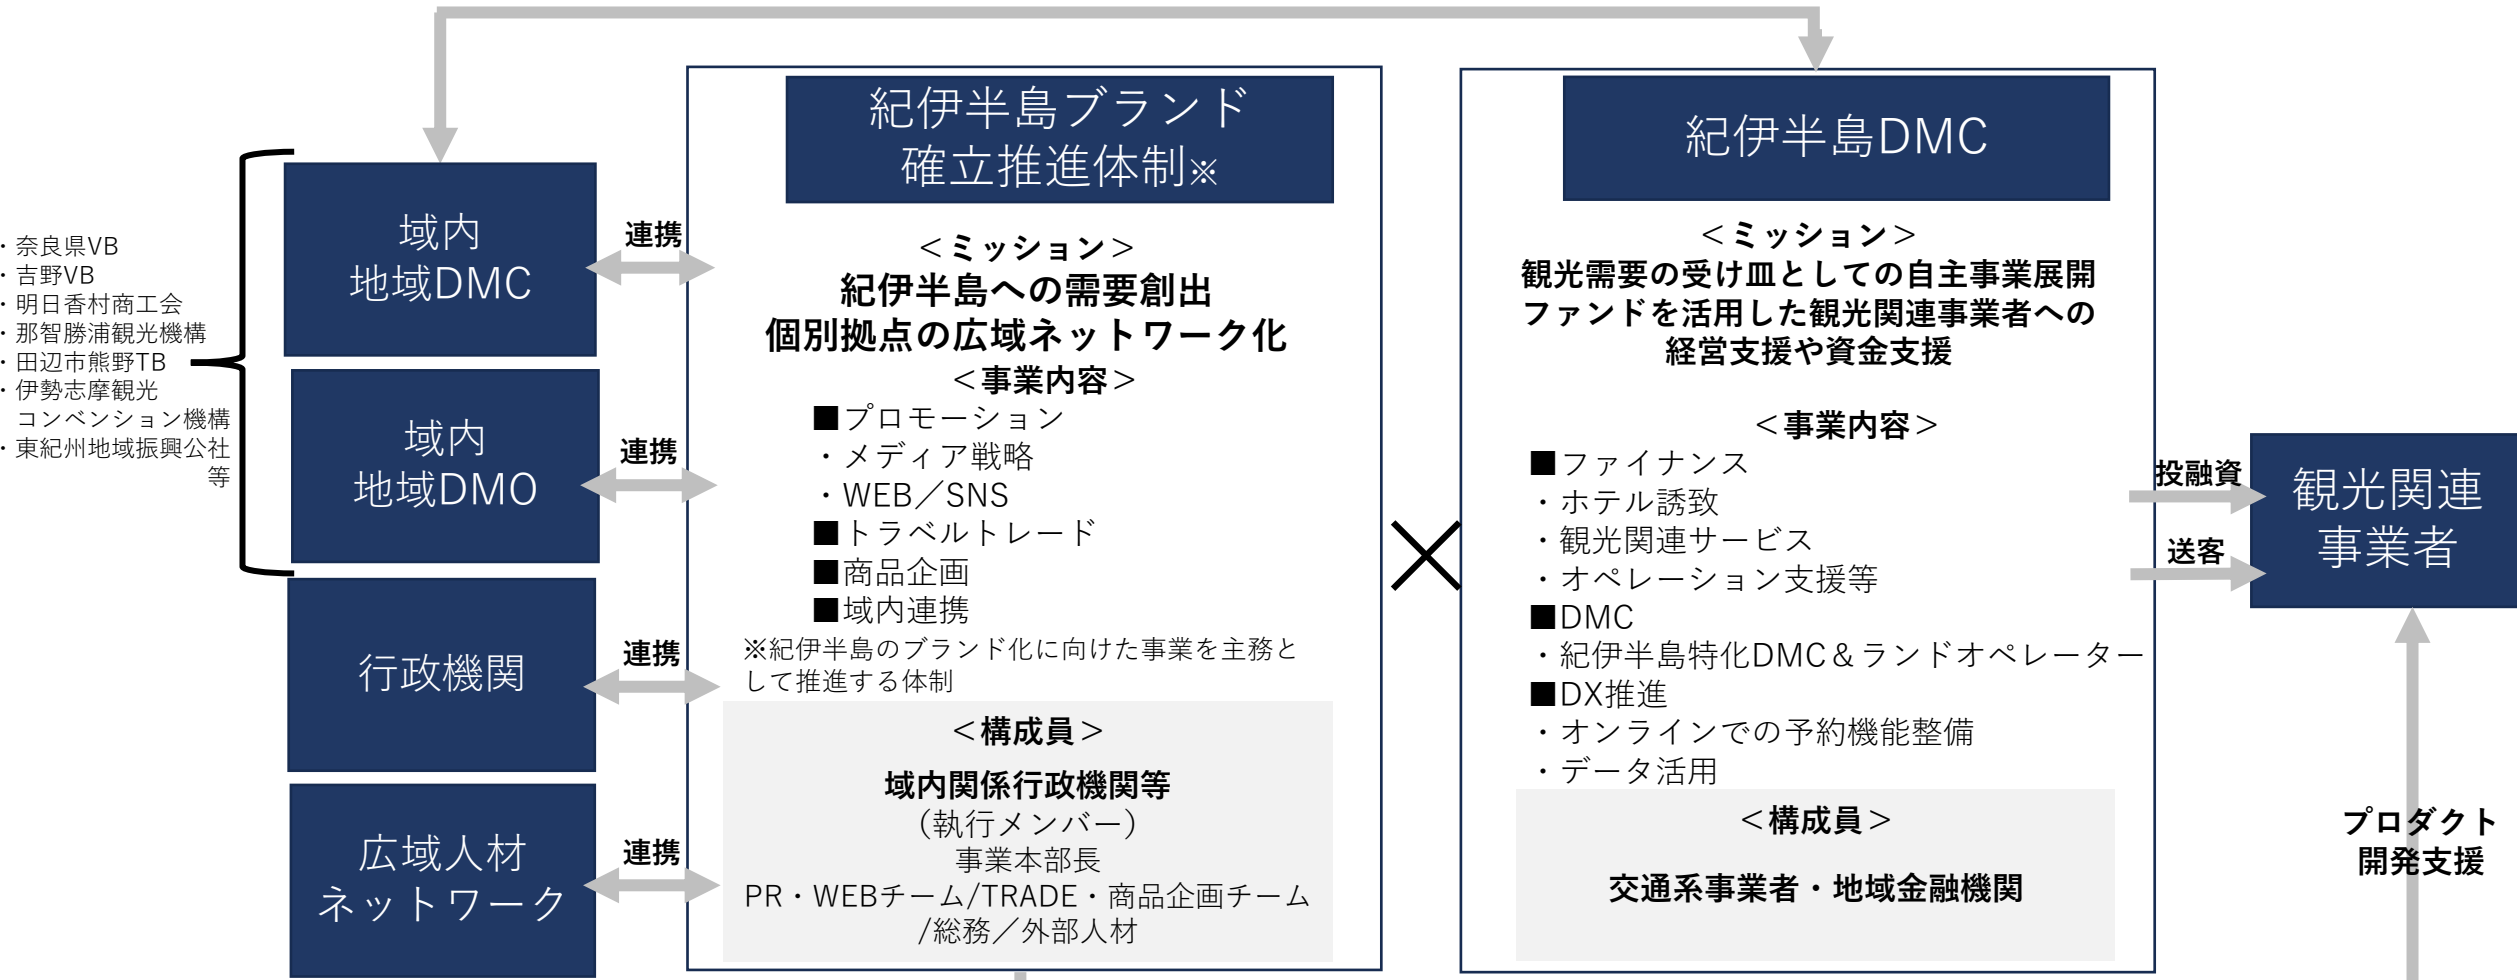 ・奈良県VB
・吉野VB
・明日香村商工会
・那智勝浦観光機構
・田辺市熊野TB
・伊勢志摩観光
コンベンション機構
・東紀州地域振興公社
等
域内
地域DMC
域内
地域DMO
行政機関
広域人材
ネットワーク
連携
連携
連携
連携
紀伊半島ブランド
確立推進体制※
＜ミッション＞
紀伊半島への需要創出
個別拠点の広域ネットワーク化
＜事業内容＞
■プロモーション
・メディア戦略
・WEB／SNS
■トラベルトレード
■商品企画
■域内連携
※紀伊半島のブランド化に向けた事業を主務と
して推進する体制
＜構成員＞
域内関係行政機関等
（執行メンバー）
事業本部長
PR・WEBチーム/TRADE・商品企画チーム
/総務／外部人材
紀伊半島DMC
＜ミッション＞
観光需要の受け皿としての自主事業展開
ファンドを活用した観光関連事業者への
経営支援や資金支援
＜事業内容＞
■ファイナンス
・ホテル誘致
・観光関連サービス
・オペレーション支援等
■DMC
・紀伊半島特化DMC＆ランドオペレーター
■DX推進
・オンラインでの予約機能整備
・データ活用
＜構成員＞
交通系事業者・地域金融機関
投融資
送客
観光関連
事業者
プロダクト
開発支援